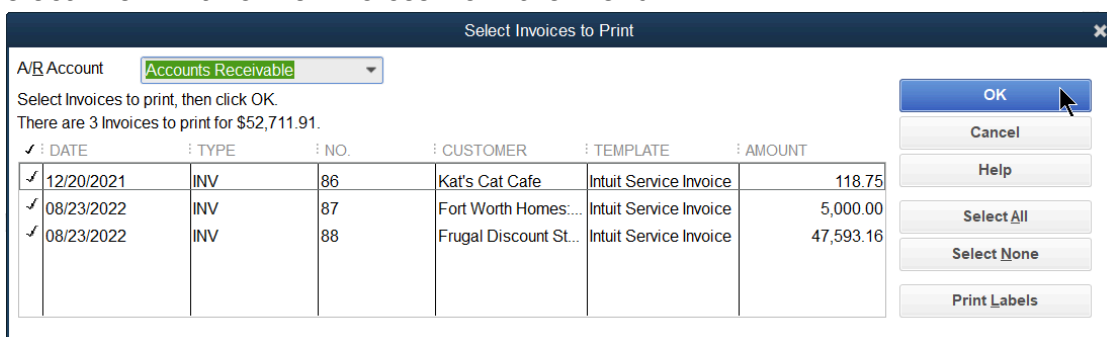 Select Invoices to Print
A/R Account Accounts Receivable
Select Invoices to print, then click OK.
There are 3 Invoices to print for $52,711.91.
✓ DATE TYPE NO. CUSTOMER TEMPLATE AMOUNT
✓ 12/20/2021 INV 86 Kat's Cat Cafe Intuit Service Invoice 118.75
✓ 08/23/2022 INV 87 Fort Worth Homes:... Intuit Service Invoice 5,000.00
✓ 08/23/2022 INV 88 Frugal Discount St... Intuit Service Invoice 47,593.16
OK
Cancel
Help
Select All
Select None
Print Labels